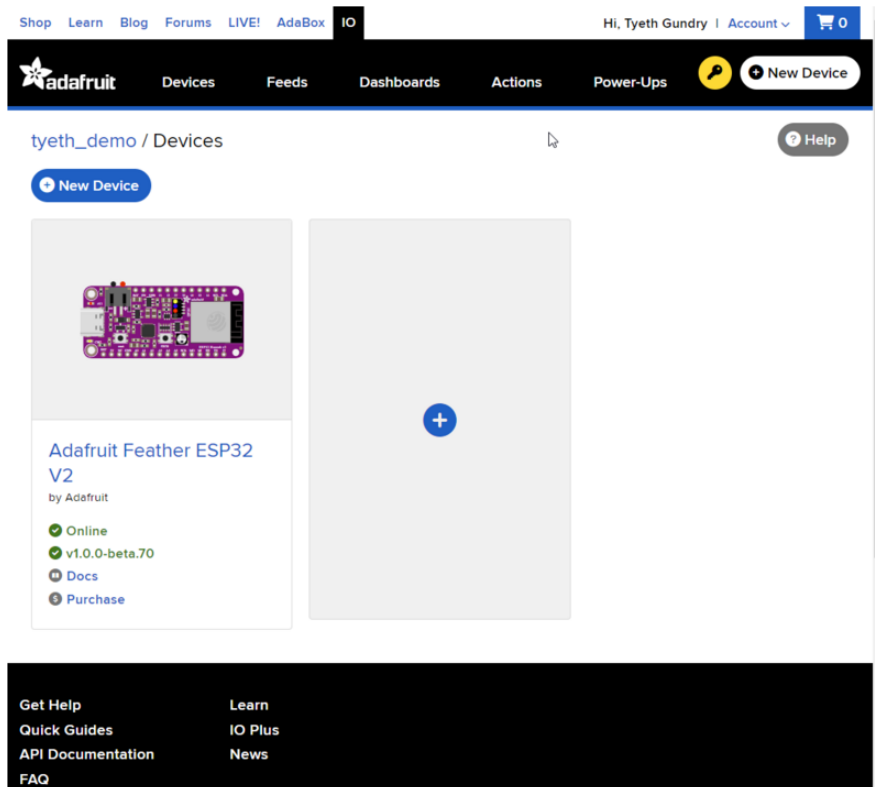 Shop Learn Blog Forums LIVE! AdaBox IO Hi, Tyeth Gundry | Account 0
adafruit Devices Feeds Dashboards Actions Power-Ups New Device
tyeth_demo / Devices Help
New Device
Adafruit Feather ESP32
V2
by Adafruit
Online
v1.0.0-beta.70
Docs
Purchase
Get Help Learn
Quick Guides IO Plus
API Documentation News
FAQ